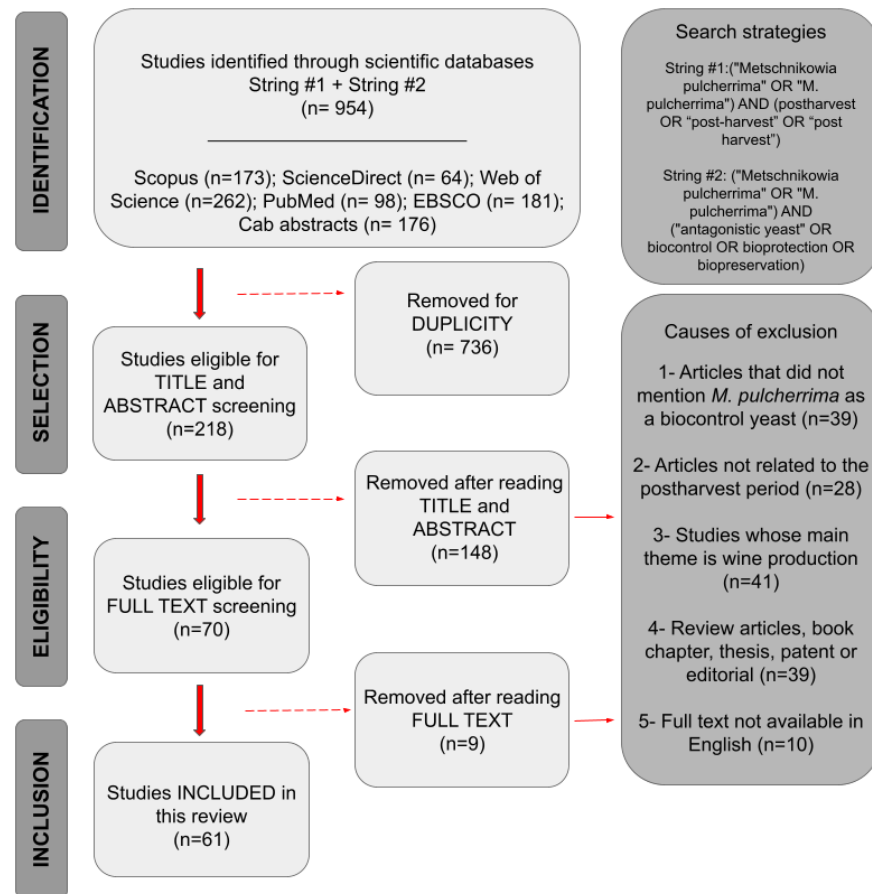 IDENTIFICATION
Studies identified through scientific databases
String #1 + String #2
(n= 954)
Scopus (n=173); ScienceDirect (n= 64); Web
of Science (n=262); PubMed (n= 98); EBSCO (n= 181);
Cab abstracts (n= 176)
Search strategies
String #1:("Metschnikowia
pulcherrima" OR "M.
pulcherrima") AND (postharvest
OR “post-harvest” OR “post
harvest”)
String #2: ("Metschnikowia
pulcherrima" OR "M.
pulcherrima") AND
("antagonistic yeast" OR
biocontrol OR bioprotection OR
biopreservation)
SELECTION
Removed for
DUPLICITY
(n= 736)
Studies eligible for
TITLE and
ABSTRACT screening
(n=218)
Removed after reading
TITLE and
ABSTRACT
(n=148)
ELIGIBILITY
Studies eligible for
FULL TEXT screening
(n=70)
Removed after reading
FULL TEXT
(n=9)
INCLUSION
Studies INCLUDED in
this review
(n=61)
Causes of exclusion
1- Articles that did not
mention M. pulcherrima as
a biocontrol yeast (n=39)
2- Articles not related to the
postharvest period (n=28)
3- Studies whose main
theme is wine production
(n=41)
4- Review articles, book
chapter, thesis, patent or
editorial (n=39)
5- Full text not available in
English (n=10)